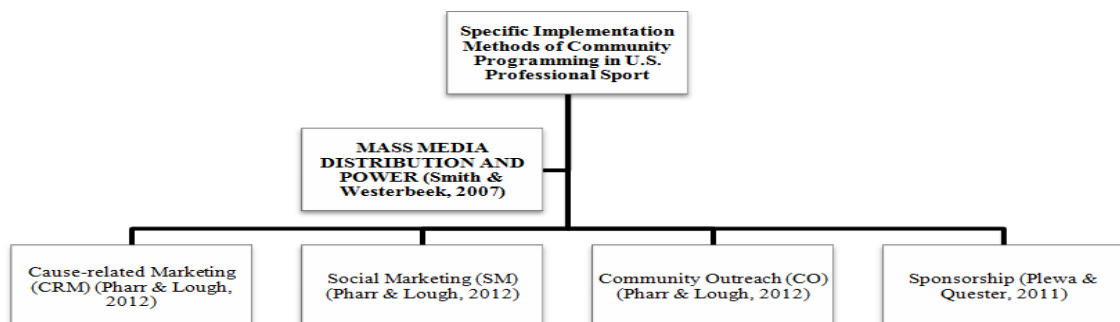 Specific Implementation
Methods of Community
Programming in U.S.
Professional Sport
MASS MEDIA
DISTRIBUTION AND
POWER (Smith &
Westerbeek, 2007)
Cause-related Marketing
(CRM) (Pharr & Lough,
2012)
Social Marketing (SM)
(Pharr & Lough, 2012)
Community Outreach (CO)
(Pharr & Lough, 2012)
Sponsorship (Plewa &
Quester, 2011)